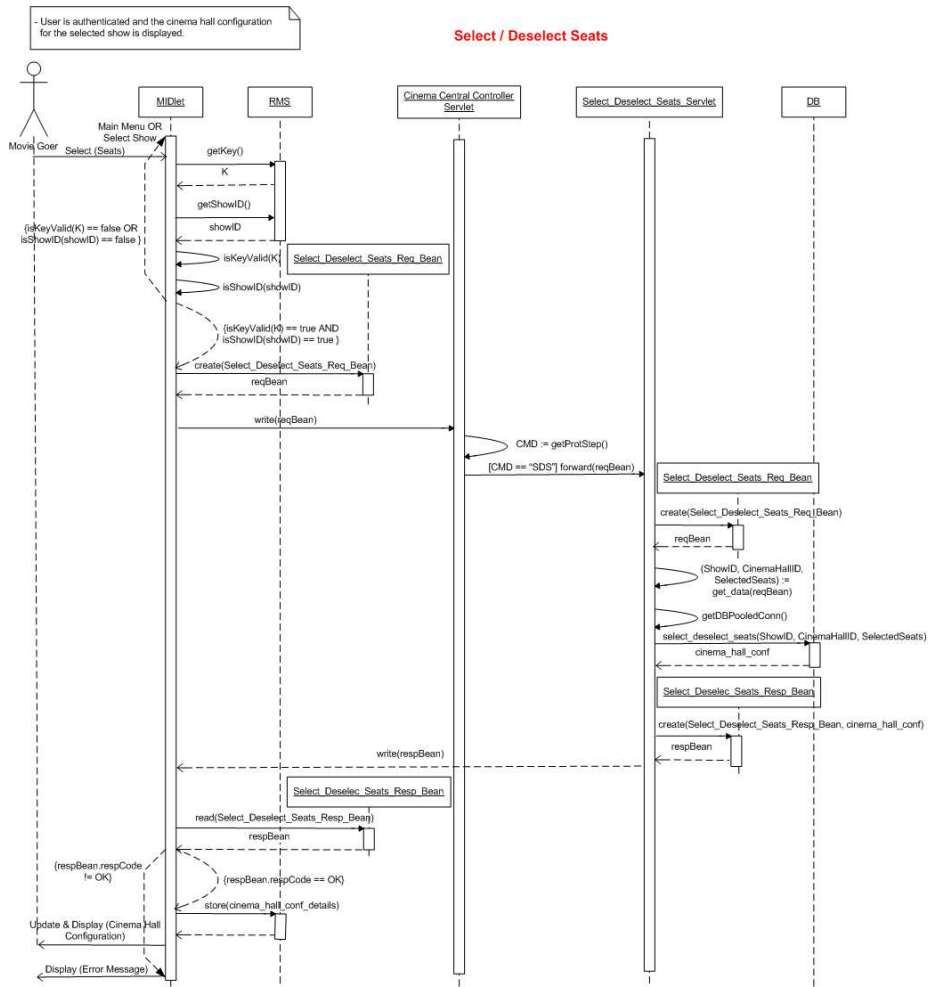 - User is authenticated and the cinema hall configuration
for the selected show is displayed.
Select / Deselect Seats
MIDlet
RMS
Cinema Central Controller
Servlet
Select_Deselect_Seats_Servlet
DB
Main Menu OR
Select Show
Movie Goer
Select (Seats)
getKey()
K
getShowID()
showID
{isKeyValid(K) == false OR
isShowID(showID) == false }
isKeyValid(K)
Select_Deselect_Seats_Req_Bean
isShowID(showID)
{isKeyValid(K) == true AND
isShowID(showID) == true }
create(Select_Deselect_Seats_Req_Bean)
reqBean
write(reqBean)
CMD := getProtStep()
[CMD == "SDS"] forward(reqBean)
Select_Deselect_Seats_Req_Bean
create(Select_Deselect_Seats_Req_Bean)
reqBean
(ShowID, CinemaHallID,
SelectedSeats) :=
get_data(reqBean)
getDBPooledConn()
select_deselect_seats(ShowID, CinemaHallID, SelectedSeats)
cinema_hall_conf
Select_Deselec_Seats_Resp_Bean
create(Select_Deselect_Seats_Resp_Bean, cinema_hall_conf)
respBean
write(respBean)
Select_Deselec_Seats_Resp_Bean
read(Select_Deselect_Seats_Resp_Bean)
respBean
{respBean.respCode
!= OK}
{respBean.respCode == OK}
store(cinema_hall_conf_details)
Update & Display (Cinema Hall
Configuration)
Display (Error Message)